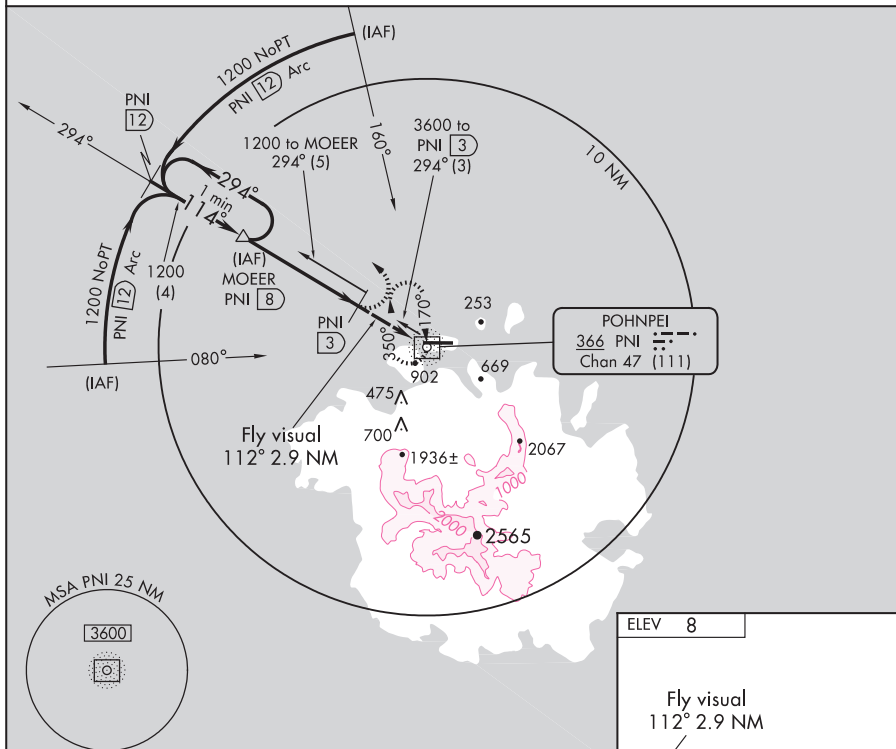 (IAF)
1200 NoPT
PNI 12 Arc
PNI
12
294°
160°
1200 to MOEER
294° (5)
3600 to
PNI 3
294° (3)
10 NM
294°
1 min
114°
1200 NoPT
PNI 12 Arc
1200
(4)
(IAF)
MOEER
PNI 8
PNI
3
170°
350°
253
POHNPEI
366 PNI
Chan 47 (111)
080°
(IAF)
902
669
475
700
Fly visual
112° 2.9 NM
1936±
2067
1000
2000
2565
MSA PNI 25 NM
3600
ELEV 8
Fly visual
112° 2.9 NM